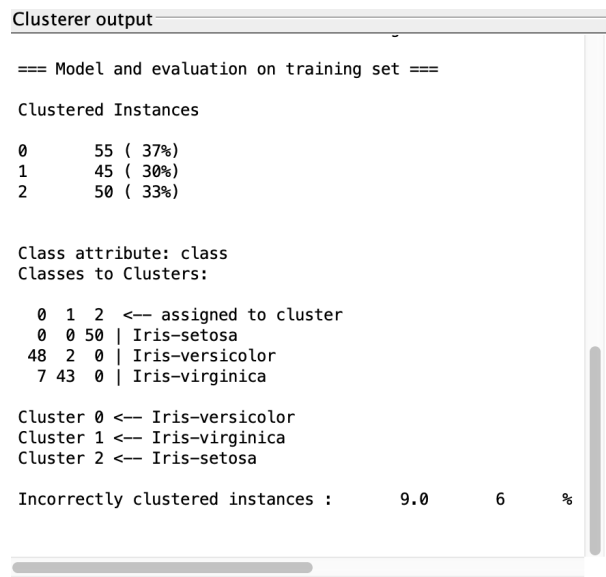 Clusterer output
=== Model and evaluation on training set ===
Clustered Instances
0       55 ( 37%)
1       45 ( 30%)
2       50 ( 33%)
Class attribute: class
Classes to Clusters:
  0  1  2  <-- assigned to cluster
  0  0 50 | Iris-setosa
 48  2  0 | Iris-versicolor
  7 43  0 | Iris-virginica
Cluster 0 <-- Iris-versicolor
Cluster 1 <-- Iris-virginica
Cluster 2 <-- Iris-setosa
Incorrectly clustered instances :       9.0       6      %